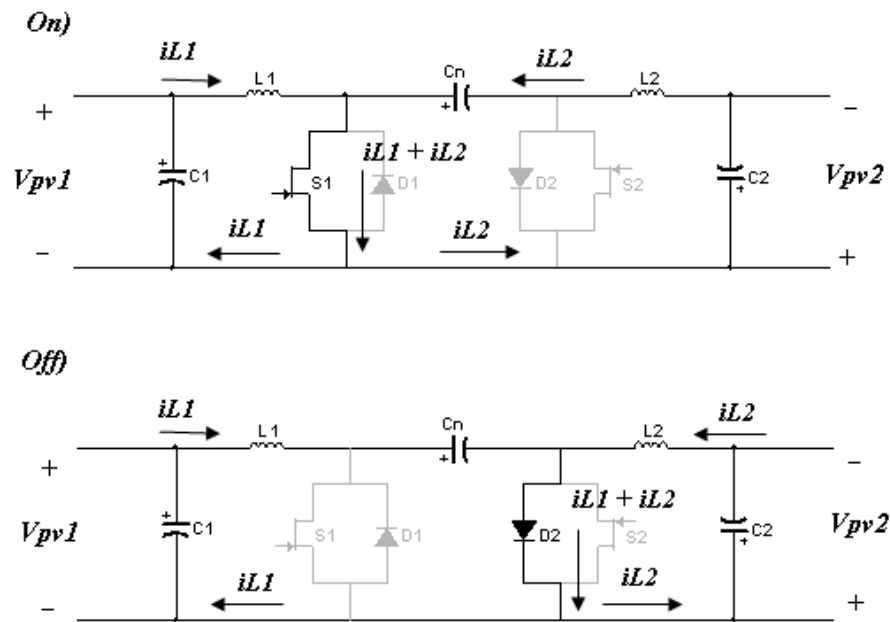 On)
iL1
iL2
L1
Cn
L2
+
+
−
+
C1
iL1 + iL2
S1
D1
D2
S2
C2
+
Vpv1
Vpv2
iL1
iL2
−
+
Off)
iL1
iL2
L1
Cn
L2
+
+
−
+
C1
iL1 + iL2
S1
D1
D2
S2
C2
+
Vpv1
Vpv2
iL1
iL2
−
+